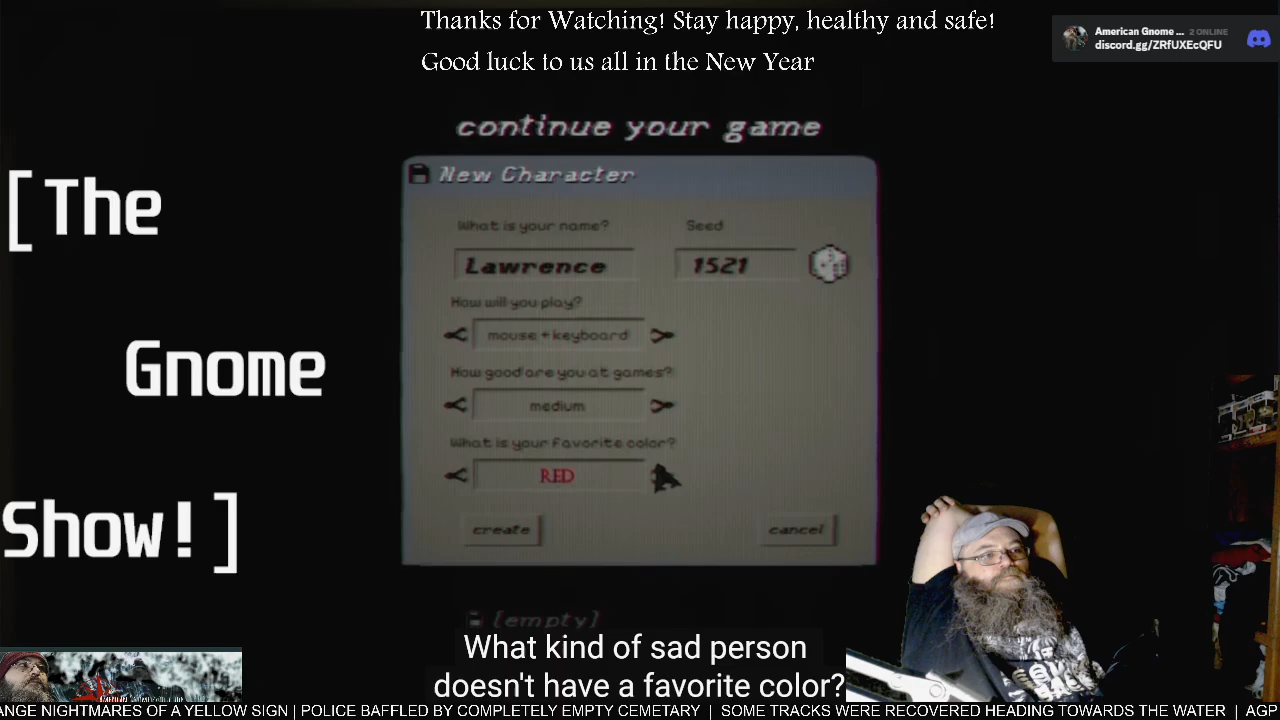 Thanks for Watching! Stay happy, healthy and safe!
Good luck to us all in the New Year
American Gnome ... 2 ONLINE
discord.gg/ZRfUXEcQFU
continue your game
New Character
What is your name?
Seed
Lawrence
1521
How will you play?
mouse + keyboard
How good are you at games?
medium
What is your favorite color?
RED
create
cancel
[The
Gnome
Show!]
[empty]
What kind of sad person
doesn't have a favorite color?
ANGE NIGHTMARES OF A YELLOW SIGN | POLICE BAFFLED BY COMPLETELY EMPTY CEMETARY | SOME TRACKS WERE RECOVERED HEADING TOWARDS THE WATER | AGP